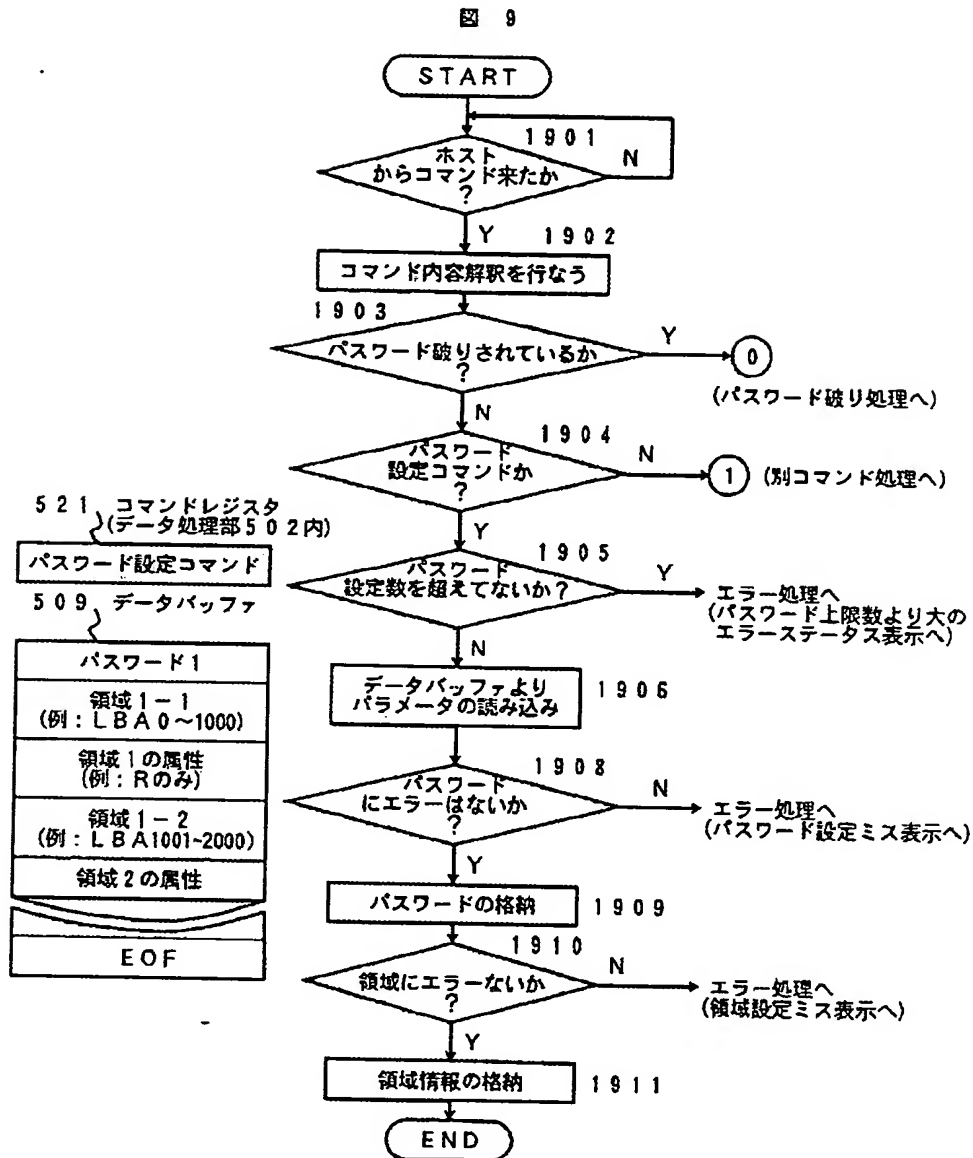 図 9
START
1901
ホスト
からコマンド来たか
?
N
Y
1902
コマンド内容解釈を行なう
1903
パスワード破りされているか
?
Y
0
(パスワード破り処理へ)
N
1904
パスワード
設定コマンドか
?
N
1
(別コマンド処理へ)
Y
521 コマンドレジスタ
(データ処理部502内)
パスワード設定コマンド
1905
パスワード
設定数を超えてないか?
Y
エラー処理へ
(パスワード上限数より大の
エラーステータス表示へ)
N
509 データバッファ
パスワード1
領域1-1
(例:LBA0~1000)
領域1の属性
(例:Rのみ)
領域1-2
(例:LBA1001~2000)
領域2の属性
EOF
データバッファより
パラメータの読み込み
1906
1908
パスワード
にエラーはないか
?
N
エラー処理へ
(パスワード設定ミス表示へ)
Y
パスワードの格納
1909
1910
領域にエラーないか
?
N
エラー処理へ
(領域設定ミス表示へ)
Y
領域情報の格納
1911
END